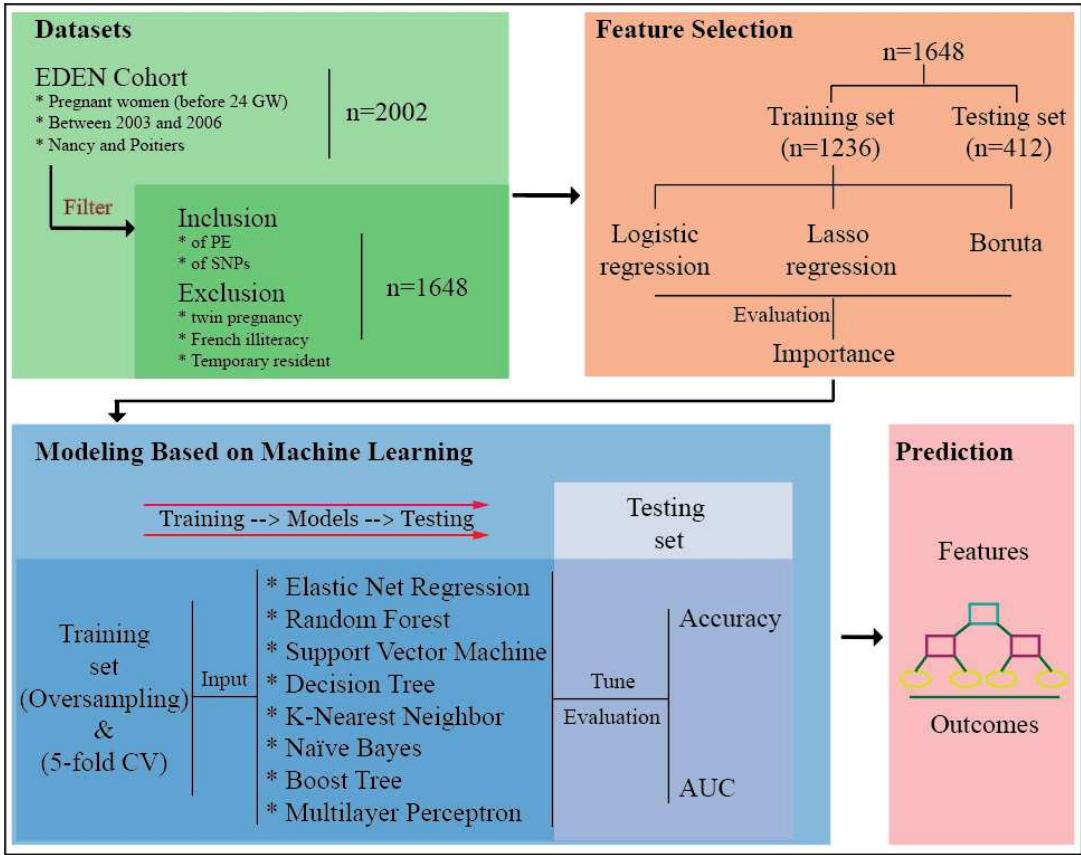 Datasets
EDEN Cohort
* Pregnant women (before 24 GW)
* Between 2003 and 2006
* Nancy and Poitiers
n=2002
Filter
Inclusion
* of PE
* of SNPs
Exclusion
* twin pregnancy
* French illiteracy
* Temporary resident
n=1648
Feature Selection
n=1648
Training set
(n=1236)
Testing set
(n=412)
Logistic
regression
Lasso
regression
Boruta
Evaluation
Importance
Modeling Based on Machine Learning
Training --> Models --> Testing
Testing
set
Training
set
(Oversampling)
&
(5-fold CV)
Input
* Elastic Net Regression
* Random Forest
* Support Vector Machine
* Decision Tree
* K-Nearest Neighbor
* Naïve Bayes
* Boost Tree
* Multilayer Perceptron
Tune
Evaluation
Accuracy
AUC
Prediction
Features
Outcomes